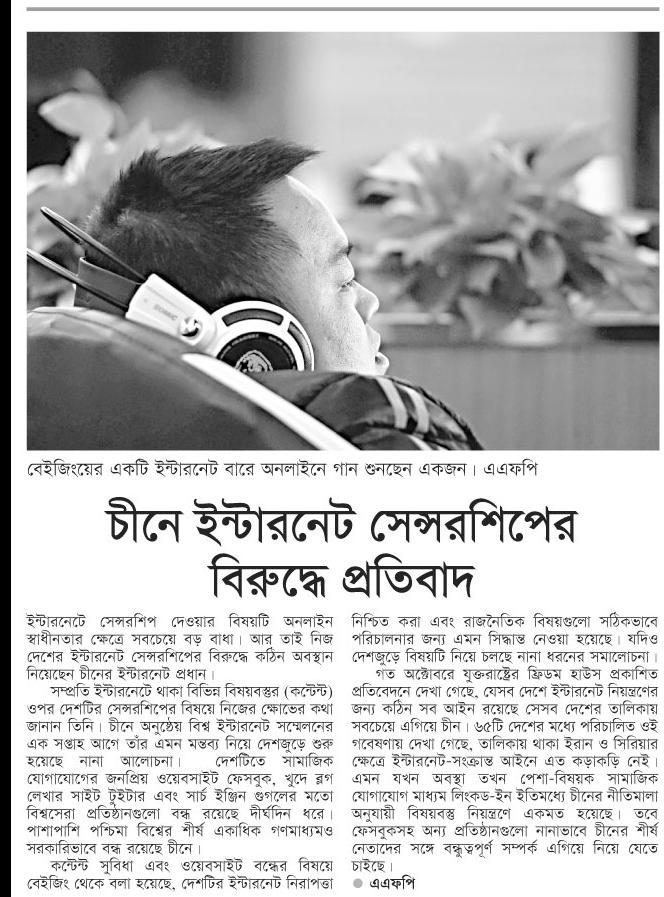 SOMIC
বেইজিংয়ের একটি ইন্টারনেট বারে অনলাইনে গান শুনছেন একজন। এএফপি
চীনে ইন্টারনেট সেন্সরশিপের
বিরুদ্ধে প্রতিবাদ
ইন্টারনেটে সেন্সরশিপ দেওয়ার বিষয়টি অনলাইন
স্বাধীনতার ক্ষেত্রে সবচেয়ে বড় বাধা। আর তাই নিজ
দেশের ইন্টারনেট সেন্সরশিপের বিরুদ্ধে কঠিন অবস্থান
নিয়েছেন চীনের ইন্টারনেট প্রধান।
সম্প্রতি ইন্টারনেটে থাকা বিভিন্ন বিষয়বস্তুর (কন্টেন্ট)
ওপর দেশটির সেন্সরশিপের বিষয়ে নিজের ক্ষোভের কথা
জানান তিনি। চীনে অনুষ্ঠেয় বিশ্ব ইন্টারনেট সম্মেলনের
এক সপ্তাহ আগে তাঁর এমন মন্তব্য নিয়ে দেশজুড়ে শুরু
হয়েছে নানা আলোচনা। দেশটিতে সামাজিক
যোগাযোগের জনপ্রিয় ওয়েবসাইট ফেসবুক, খুদে ব্লগ
লেখার সাইট টুইটার এবং সার্চ ইঞ্জিন গুগলের মতো
বিশ্বসেরা প্রতিষ্ঠানগুলো বন্ধ রয়েছে দীর্ঘদিন ধরে।
পাশাপাশি পশ্চিমা বিশ্বের শীর্ষ একাধিক গণমাধ্যমও
সরকারিভাবে বন্ধ রয়েছে চীনে।
কন্টেন্ট সুবিধা এবং ওয়েবসাইট বন্ধের বিষয়ে
বেইজিং থেকে বলা হয়েছে, দেশটির ইন্টারনেট নিরাপত্তা
নিশ্চিত করা এবং রাজনৈতিক বিষয়গুলো সঠিকভাবে
পরিচালনার জন্য এমন সিদ্ধান্ত নেওয়া হয়েছে। যদিও
দেশজুড়ে বিষয়টি নিয়ে চলছে নানা ধরনের সমালোচনা।
গত অক্টোবরে যুক্তরাষ্ট্রের ফ্রিডম হাউস প্রকাশিত
প্রতিবেদনে দেখা গেছে, যেসব দেশে ইন্টারনেট নিয়ন্ত্রণের
জন্য কঠিন সব আইন রয়েছে সেসব দেশের তালিকায়
সবচেয়ে এগিয়ে চীন। ৬৫টি দেশের মধ্যে পরিচালিত ওই
গবেষণায় দেখা গেছে, তালিকায় থাকা ইরান ও সিরিয়ার
ক্ষেত্রে ইন্টারনেট-সংক্রান্ত আইনে এত কড়াকড়ি নেই।
এমন যখন অবস্থা তখন পেশা-বিষয়ক সামাজিক
যোগাযোগ মাধ্যম লিংকড-ইন ইতিমধ্যে চীনের নীতিমালা
অনুযায়ী বিষয়বস্তু নিয়ন্ত্রণে একমত হয়েছে। তবে
ফেসবুকসহ অন্য প্রতিষ্ঠানগুলো নানাভাবে চীনের শীর্ষ
নেতাদের সঙ্গে বন্ধুত্বপূর্ণ সম্পর্ক এগিয়ে নিয়ে যেতে
চাইছে।
● এএফপি